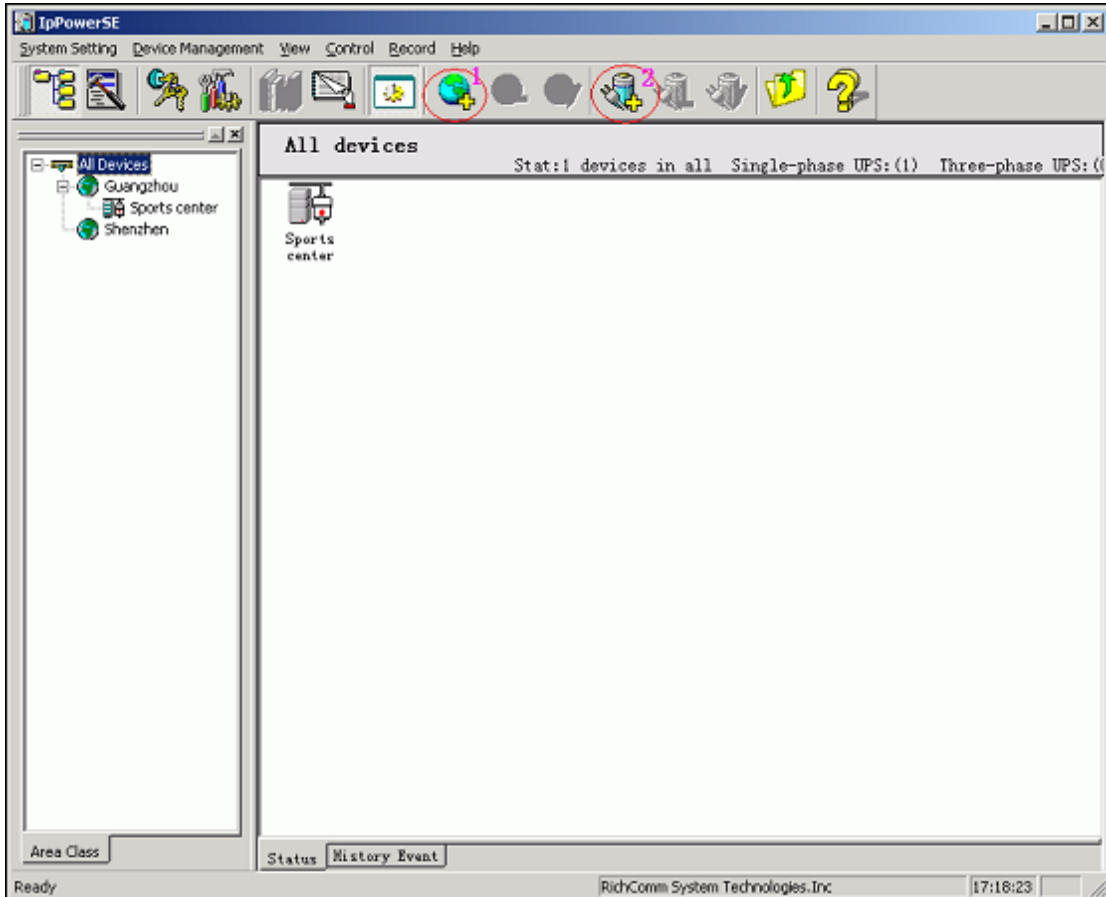 IpPowerSE
System Setting Device Management View Control Record Help
1
2
All devices
Stat:1 devices in all Single-phase UPS:(1) Three-phase UPS:(
All Devices
Guangzhou
Sports center
Shenzhen
Sports
center
Area Class
Status History Event
Ready
RichComm System Technologies.Inc
17:18:23